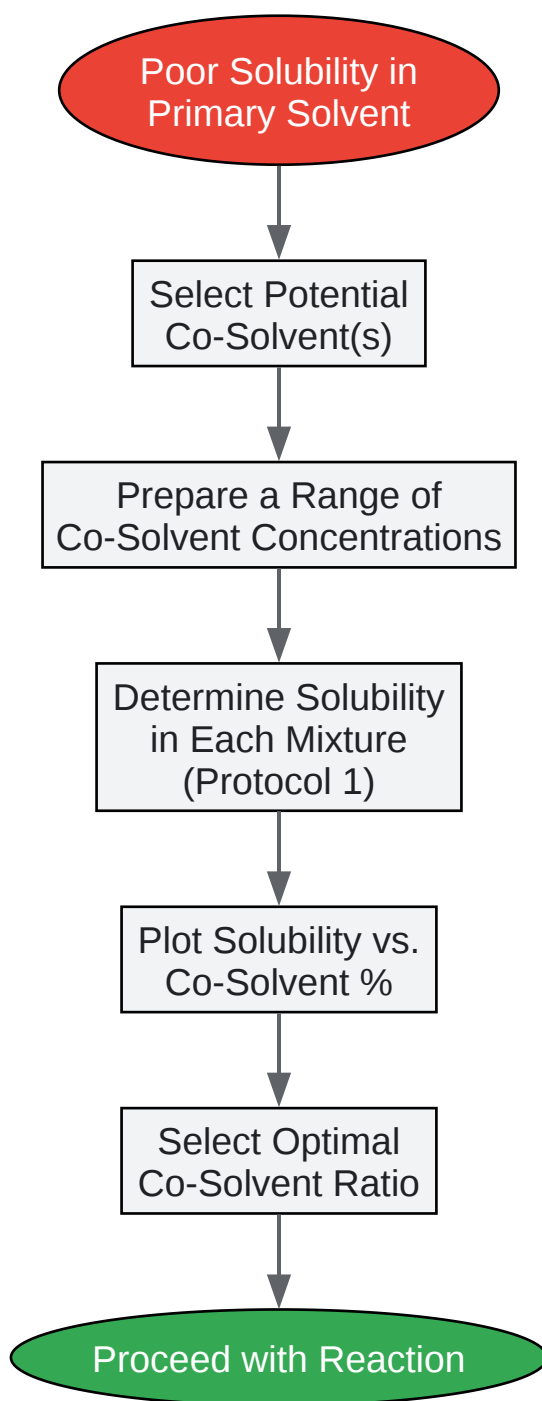 Poor Solubility in
Primary Solvent
Select Potential
Co-Solvent(s)
Prepare a Range of
Co-Solvent Concentrations
Determine Solubility
in Each Mixture
(Protocol 1)
Plot Solubility vs.
Co-Solvent %
Select Optimal
Co-Solvent Ratio
Proceed with Reaction